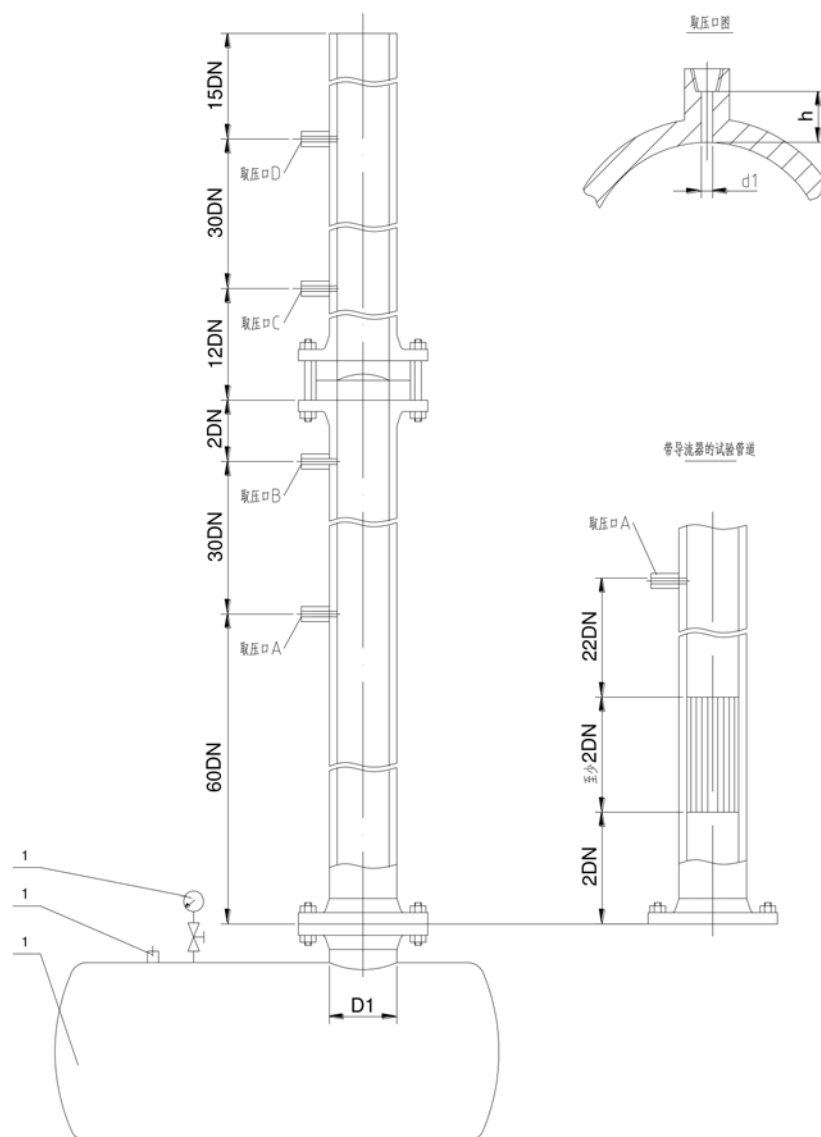 取压口图
h
d1
15DN
取压口D
30DN
取压口C
12DN
2DN
取压口B
30DN
取压口A
60DN
带导流器的试验管道
取压口A
22DN
至少2DN
2DN
1
1
1
D1